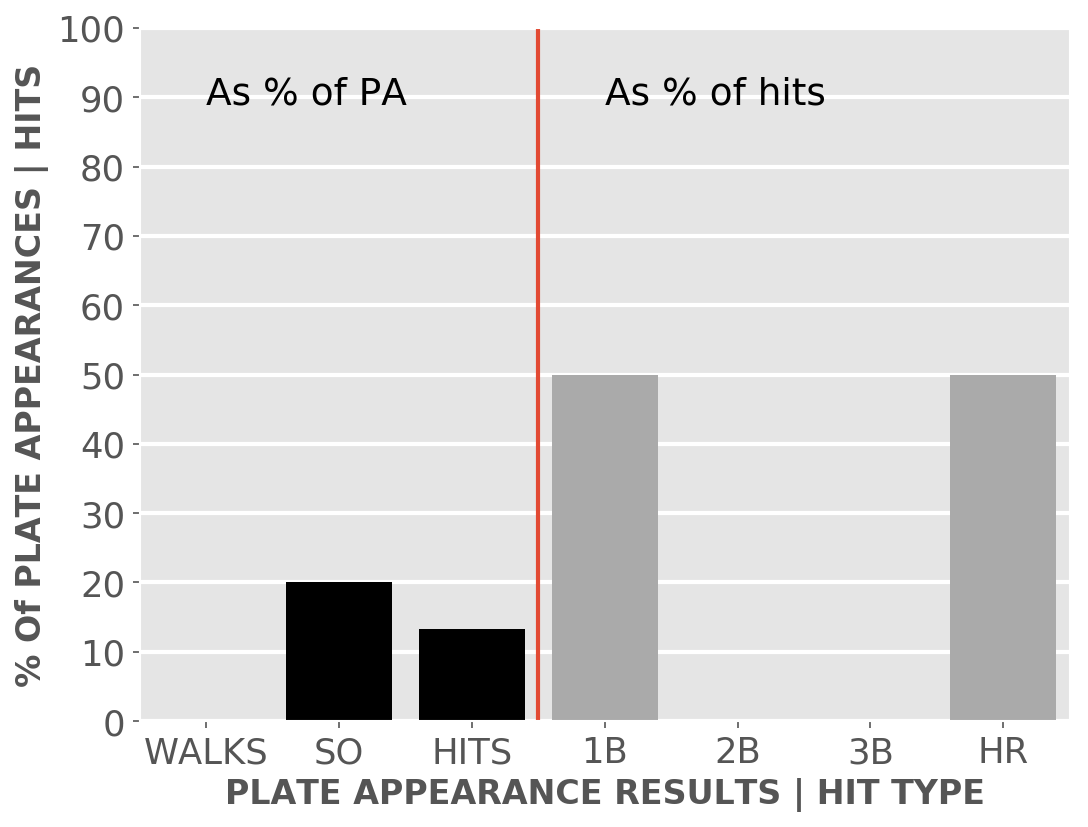 % Of PLATE APPEARANCES | HITS
100
90
80
70
60
50
40
30
20
10
0
As % of PA
As % of hits
WALKS SO HITS 1B 2B 3B HR
PLATE APPEARANCE RESULTS | HIT TYPE